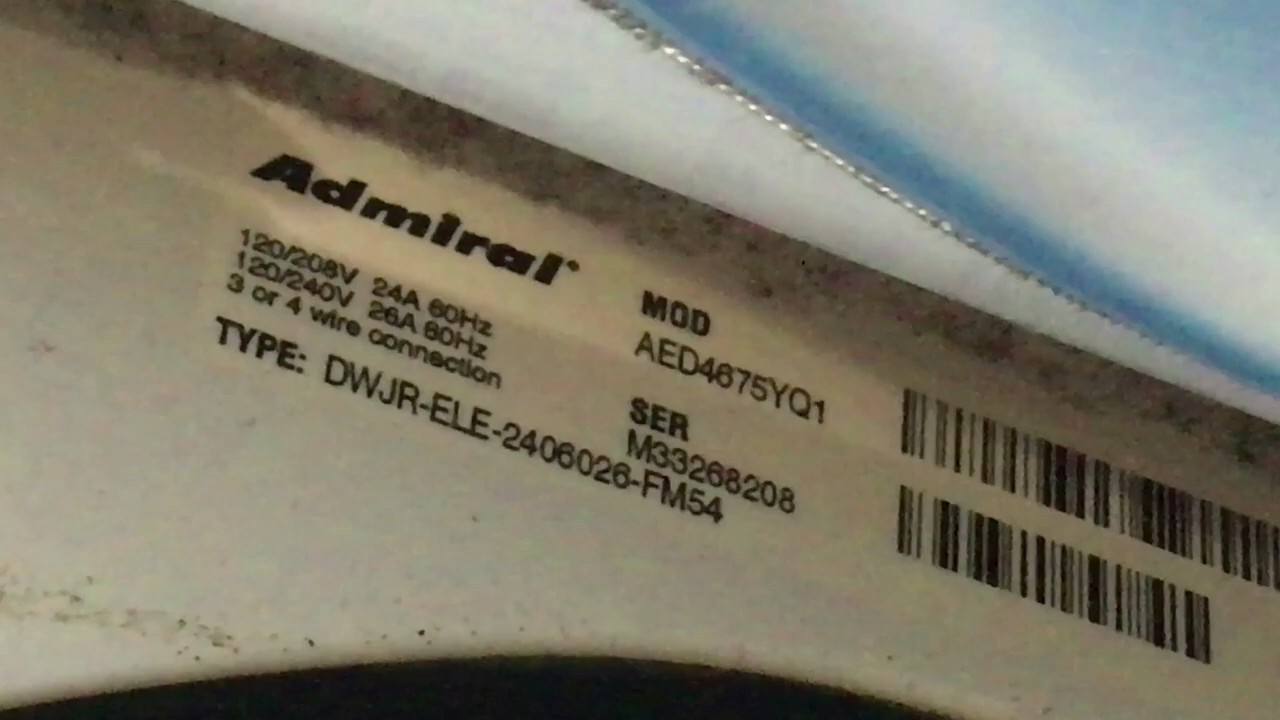 Admiral
120/208V 24A 60Hz
120/240V 26A 60Hz
3 or 4 wire connection
TYPE: DWJR-ELE-2406026-FM54
MOD
AED4675YQ1
SER
M33268208